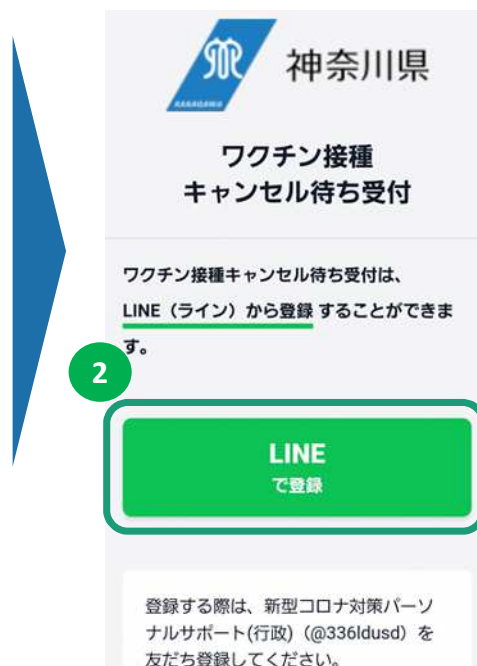 神奈川県
KANAGAWA
ワクチン接種
キャンセル待ち受付
ワクチン接種キャンセル待ち受付は、
LINE（ライン）から登録 することができま
す。
2
LINE
で登録
登録する際は、新型コロナ対策パーソ
ナルサポート(行政)（@336ldusd）を
友だち登録してください。